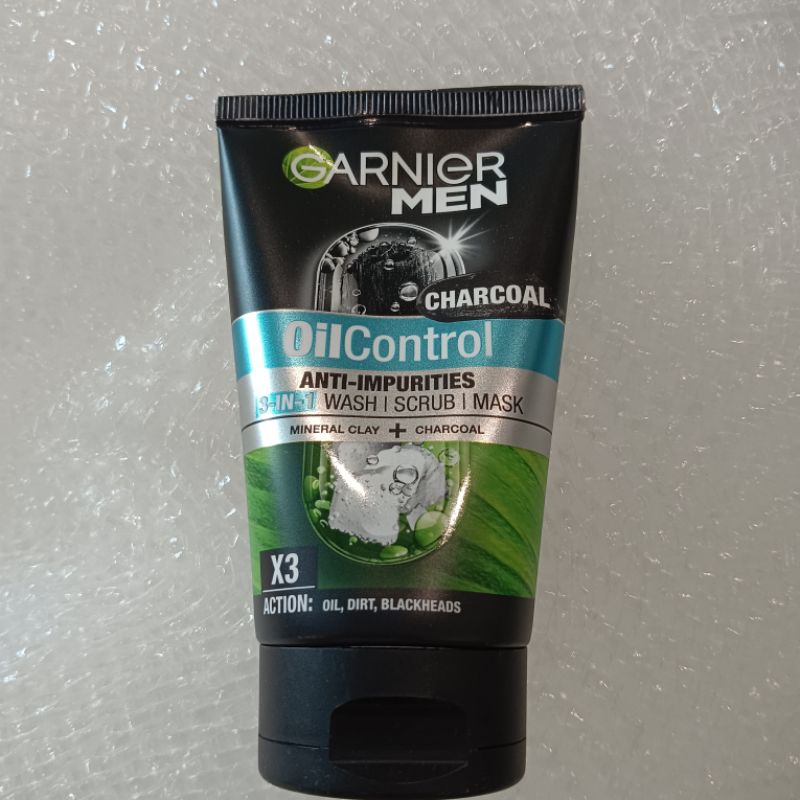 GARNIER
MEN
CHARCOAL
OilControl
ANTI-IMPURITIES
3-IN-1 WASH | SCRUB | MASK
MINERAL CLAY + CHARCOAL
X3
ACTION: OIL, DIRT, BLACKHEADS